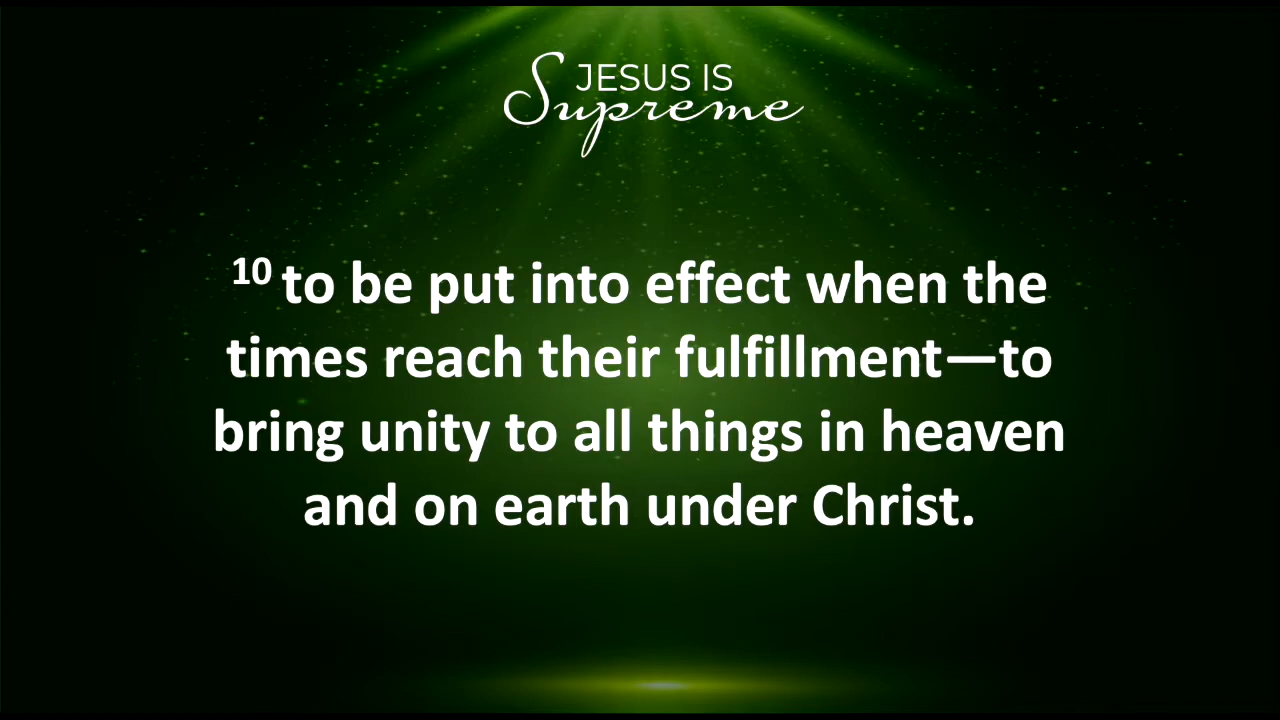 JESUS IS
Supreme
10 to be put into effect when the
times reach their fulfillment—to
bring unity to all things in heaven
and on earth under Christ.